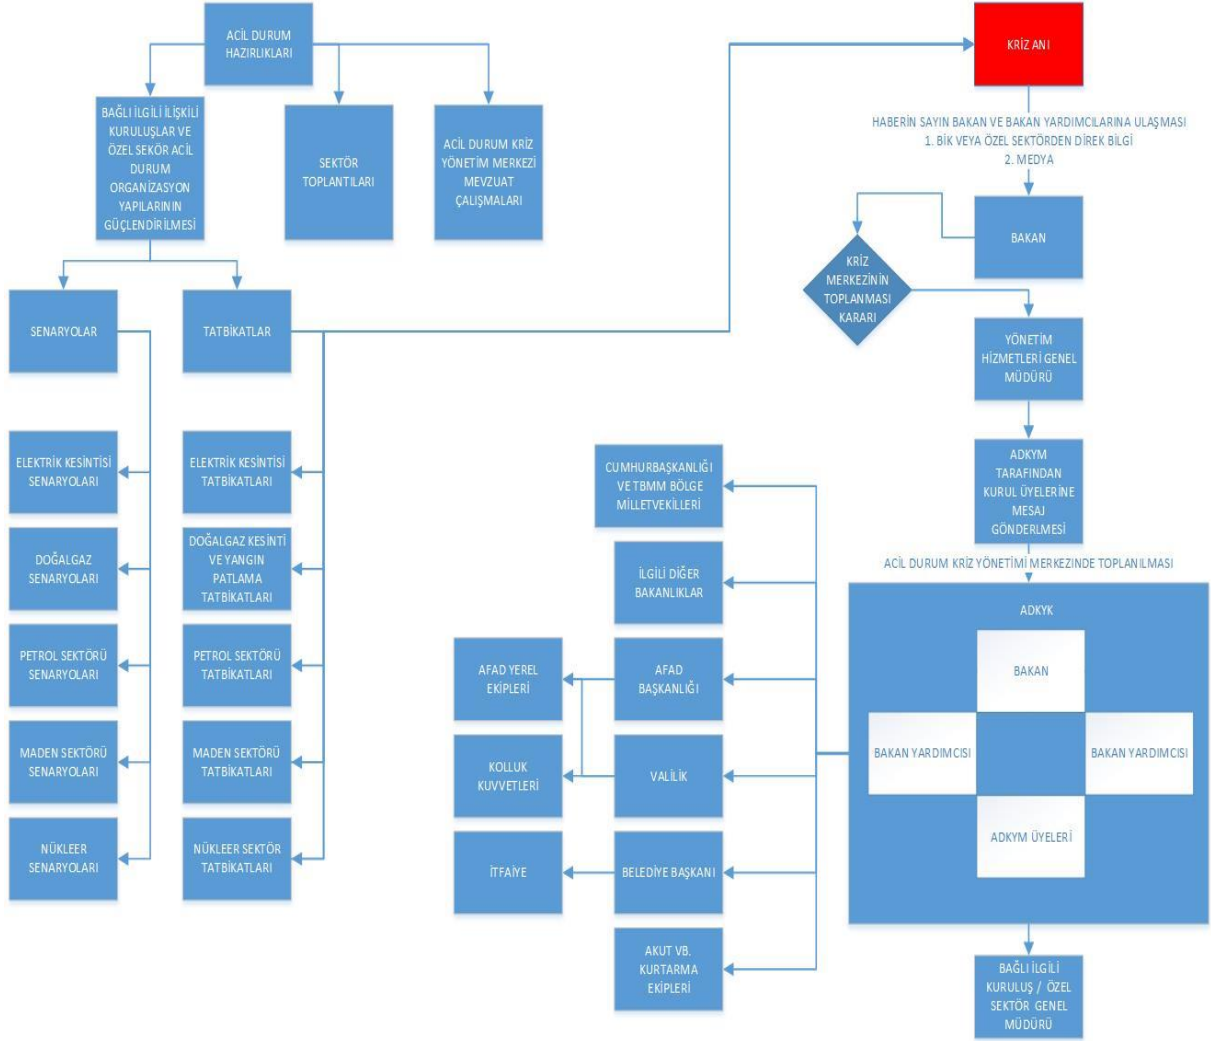 ACİL DURUM
HAZIRLIKLARI
BAĞLI İLGİLİ İLİŞKİLİ
KURULUŞLAR VE
ÖZEL SEKÖR ACİL
DURUM
ORGANİZASYON
YAPILARININ
GÜÇLENDİRİLMESİ
SEKTÖR
TOPLANTILARI
ACİL DURUM KRİZ
YÖNETİM MERKEZİ
MEVZUAT
ÇALIŞMALARI
SENARYOLAR
TATBİKATLAR
ELEKTRİK KESİNTİSİ
SENARYOLARI
DOĞALGAZ
SENARYOLARI
PETROL SEKTÖRÜ
SENARYOLARI
MADEN SEKTÖRÜ
SENARYOLARI
NÜKLEER
SENARYOLARI
ELEKTRİK KESİNTİSİ
TATBİKATLARI
DOĞALGAZ KESİNTİ
VE YANGIN
PATLAMA
TATBİKATLARI
PETROL SEKTÖRÜ
TATBİKATLARI
MADEN SEKTÖRÜ
TATBİKATLARI
NÜKLEER SEKTÖR
TATBİKATLARI
KRİZ ANI
HABERİN SAYIN BAKAN VE BAKAN YARDIMCILARINA ULAŞMASI
1. BİK VEYA ÖZEL SEKTÖRDEN DİREK BİLGİ
2. MEDYA
BAKAN
KRİZ
MERKEZİNİN
TOPLANMASI
KARARI
YÖNETİM
HİZMETLERİ GENEL
MÜDÜRÜ
ADKYM
TARAFINDAN
KURUL ÜYELERİNE
MESAJ
GÖNDERLMESİ
ACİL DURUM KRİZ YÖNETİMİ MERKEZINDE TOPLANILMASI
ADKYK
BAKAN
BAKAN YARDIMCISI
BAKAN YARDIMCISI
ADKYM ÜYELERİ
CUMHURBAŞKANLIĞI
VE TBMM BÖLGE
MİLLETVEKİLLERİ
İLGİLİ DİĞER
BAKANLIKLAR
AFAD
BAŞKANLIĞI
AFAD YEREL
EKİPLERİ
VALİLİK
KOLLUK
KUVVETLERİ
BELEDİYE BAŞKANI
İTFAİYE
AKUT VB.
KURTARMA
EKİPLERİ
BAĞLI İLGİLİ
KURULUŞ / ÖZEL
SEKTÖR GENEL
MÜDÜRÜ